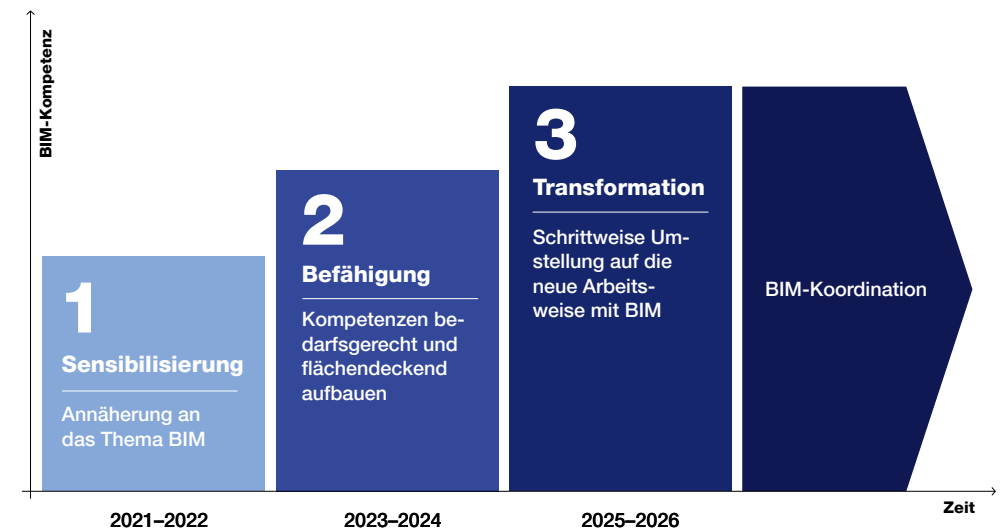 BIM-Kompetenz
1
Sensibilisierung
Annäherung an
das Thema BIM
2
Befähigung
Kompetenzen be-
darfsgerecht und
flächendeckend
aufbauen
3
Transformation
Schrittweise Um-
stellung auf die
neue Arbeits-
weise mit BIM
BIM-Koordination
Zeit
2021–2022
2023–2024
2025–2026